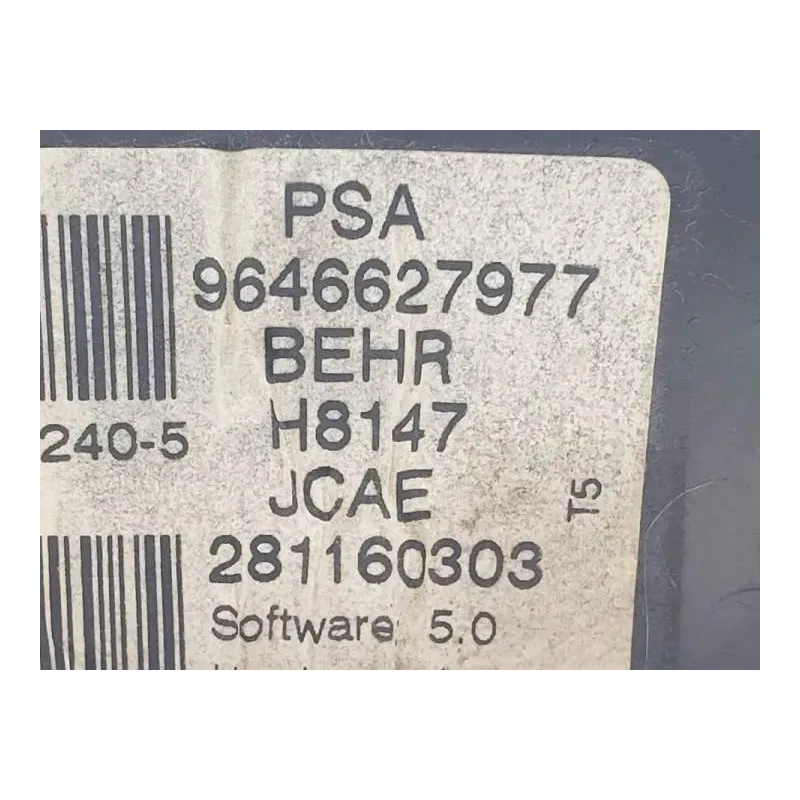 PSA
9646627977
BEHR
240-5
H8147
JCAE
T5
281160303
Software: 5.0